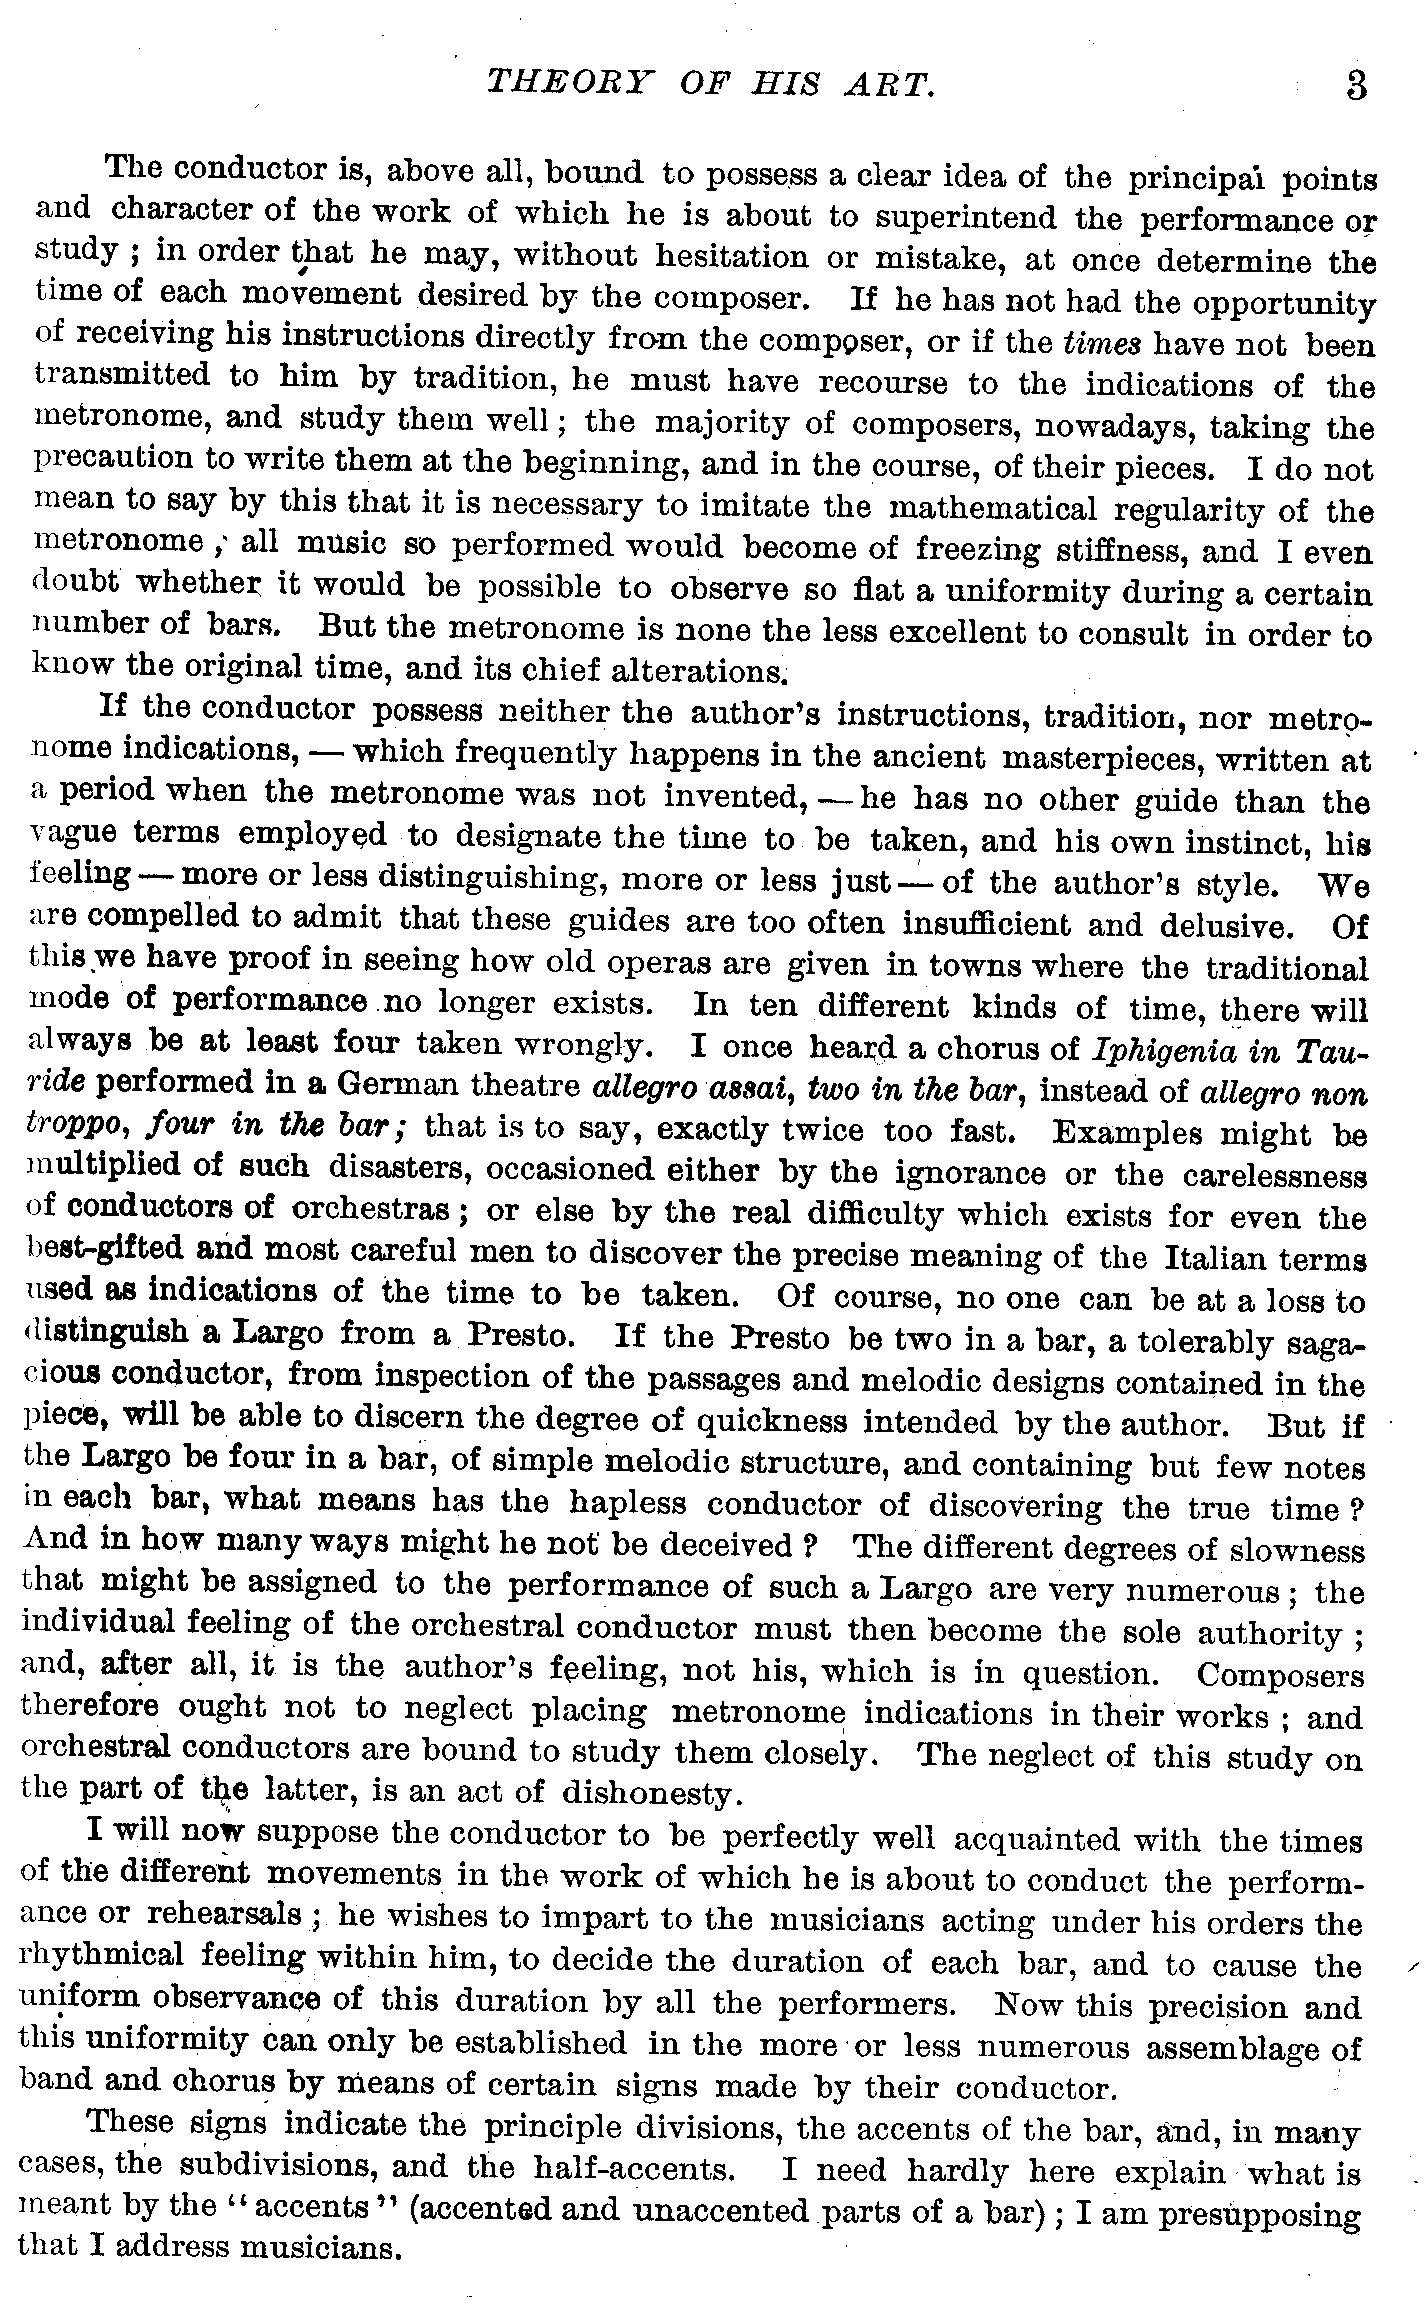 THEORY OF HIS ART. 3
The conductor is, above all, bound to possess a clear idea of the principal points
and character of the work of which he is about to superintend the performance or
study ; in order that he may, without hesitation or mistake, at once determine the
time of each movement desired by the composer. If he has not had the opportunity
of receiving his instructions directly from the composer, or if the times have not been
transmitted to him by tradition, he must have recourse to the indications of the
metronome, and study them well ; the majority of composers, nowadays, taking the
precaution to write them at the beginning, and in the course, of their pieces. I do not
mean to say by this that it is necessary to imitate the mathematical regularity of the
metronome ; all music so performed would become of freezing stiffness, and I even
doubt whether it would be possible to observe so flat a uniformity during a certain
number of bars. But the metronome is none the less excellent to consult in order to
know the original time, and its chief alterations.
If the conductor possess neither the author's instructions, tradition, nor metro-
nome indications, — which frequently happens in the ancient masterpieces, written at
a period when the metronome was not invented, — he has no other guide than the
vague terms employed to designate the time to be taken, and his own instinct, his
feeling — more or less distinguishing, more or less just — of the author's style. We
are compelled to admit that these guides are too often insufficient and delusive. Of
this we have proof in seeing how old operas are given in towns where the traditional
mode of performance no longer exists. In ten different kinds of time, there will
always be at least four taken wrongly. I once heard a chorus of Iphigenia in Tau-
ride performed in a German theatre allegro assai, two in the bar, instead of allegro non
troppo, four in the bar; that is to say, exactly twice too fast. Examples might be
multiplied of such disasters, occasioned either by the ignorance or the carelessness
of conductors of orchestras ; or else by the real difficulty which exists for even the
best-gifted and most careful men to discover the precise meaning of the Italian terms
used as indications of the time to be taken. Of course, no one can be at a loss to
distinguish a Largo from a Presto. If the Presto be two in a bar, a tolerably saga-
cious conductor, from inspection of the passages and melodic designs contained in the
piece, will be able to discern the degree of quickness intended by the author. But if
the Largo be four in a bar, of simple melodic structure, and containing but few notes
in each bar, what means has the hapless conductor of discovering the true time ?
And in how many ways might he not be deceived ? The different degrees of slowness
that might be assigned to the performance of such a Largo are very numerous ; the
individual feeling of the orchestral conductor must then become the sole authority ;
and, after all, it is the author's feeling, not his, which is in question. Composers
therefore ought not to neglect placing metronome indications in their works ; and
orchestral conductors are bound to study them closely. The neglect of this study on
the part of the latter, is an act of dishonesty.
I will now suppose the conductor to be perfectly well acquainted with the times
of the different movements in the work of which he is about to conduct the perform-
ance or rehearsals ; he wishes to impart to the musicians acting under his orders the
rhythmical feeling within him, to decide the duration of each bar, and to cause the
uniform observance of this duration by all the performers. Now this precision and
this uniformity can only be established in the more or less numerous assemblage of
band and chorus by means of certain signs made by their conductor.
These signs indicate the principle divisions, the accents of the bar, and, in many
cases, the subdivisions, and the half-accents. I need hardly here explain what is
meant by the "accents" (accented and unaccented parts of a bar) ; I am presupposing
that I address musicians.